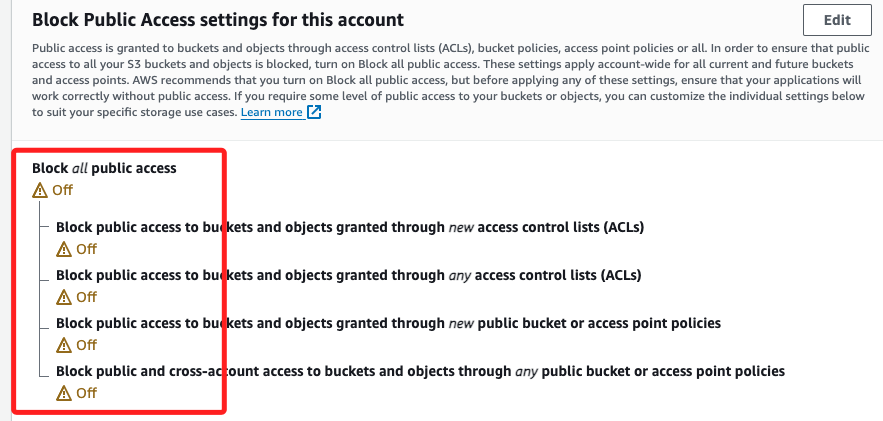 Block Public Access settings for this account
Edit
Public access is granted to buckets and objects through access control lists (ACLs), bucket policies, access point policies or all. In order to ensure that public
access to all your S3 buckets and objects is blocked, turn on Block all public access. These settings apply account-wide for all current and future buckets
and access points. AWS recommends that you turn on Block all public access, but before applying any of these settings, ensure that your applications will
work correctly without public access. If you require some level of public access to your buckets or objects, you can customize the individual settings below
to suit your specific storage use cases. Learn more
Block all public access
Off
Block public access to buckets and objects granted through new access control lists (ACLs)
Off
Block public access to buckets and objects granted through any access control lists (ACLs)
Off
Block public access to buckets and objects granted through new public bucket or access point policies
Off
Block public and cross-account access to buckets and objects through any public bucket or access point policies
Off